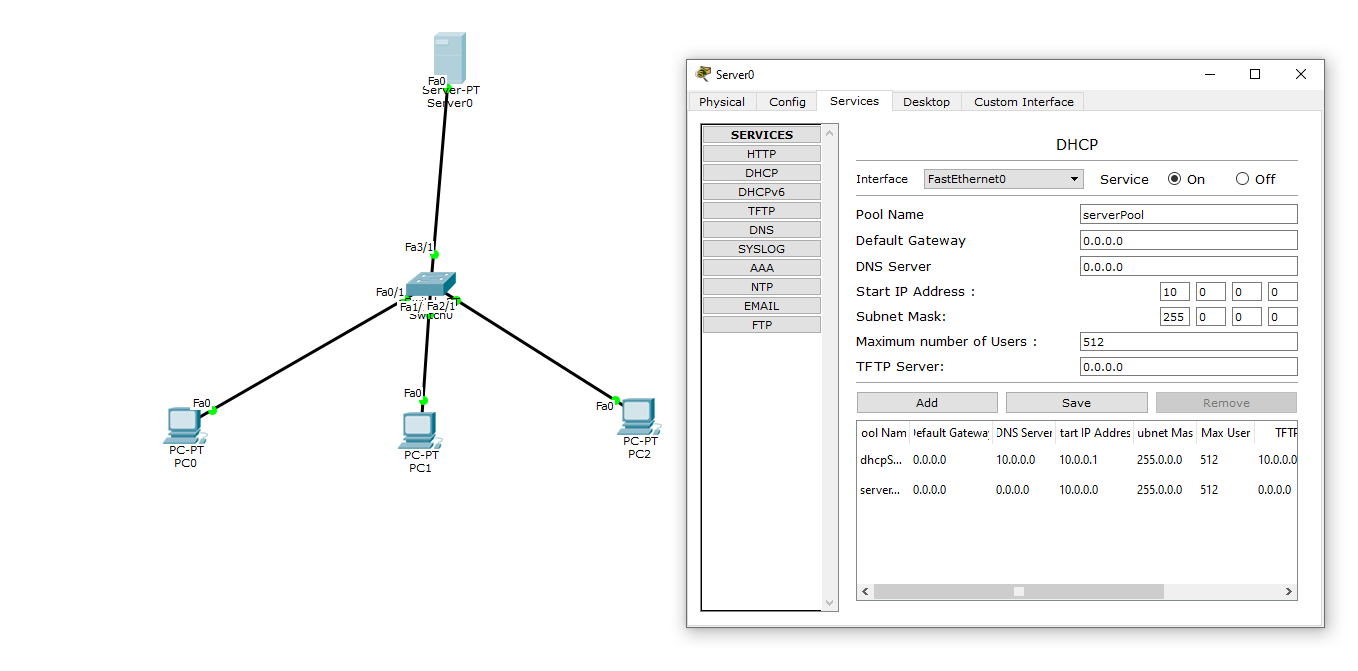 Fa0
Server-PT
Server0
Fa3/1
Fa0/1
Fa1/
Fa2/1
Switch0
Fa0
PC-PT
PC0
Fa0
PC-PT
PC1
Fa0
PC-PT
PC2
Server0
Physical Config Services Desktop Custom Interface
SERVICES
HTTP
DHCP
DHCPv6
TFTP
DNS
SYSLOG
AAA
NTP
EMAIL
FTP
DHCP
Interface FastEthernet0 Service On Off
Pool Name serverPool
Default Gateway 0.0.0.0
DNS Server 0.0.0.0
Start IP Address : 10 0 0 0
Subnet Mask: 255 0 0 0
Maximum number of Users : 512
TFTP Server: 0.0.0.0
Add Save Remove
ool Nam efault Gateway DNS Server tart IP Addres ubnet Mas Max User TFTP
dhcpS... 0.0.0.0 10.0.0.0 10.0.0.1 255.0.0.0 512 10.0.0.0
server... 0.0.0.0 0.0.0.0 10.0.0.0 255.0.0.0 512 0.0.0.0